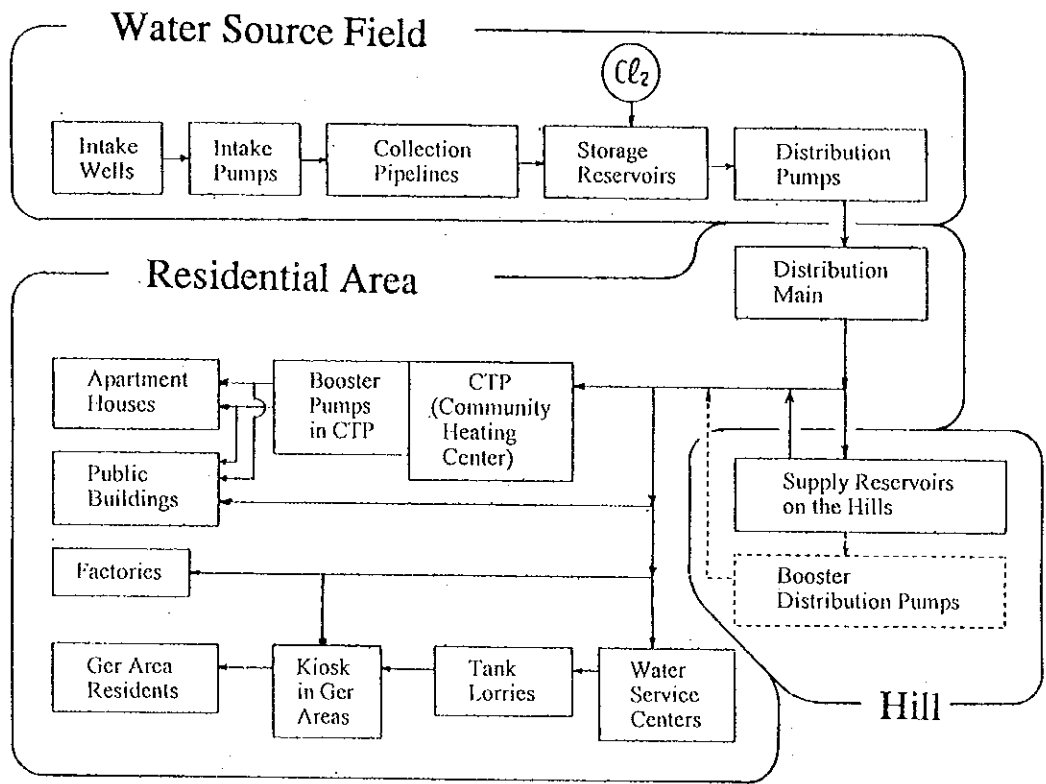 Water Source Field
Cl₂
Intake
Wells
Intake
Pumps
Collection
Pipelines
Storage
Reservoirs
Distribution
Pumps
Residential Area
Distribution
Main
Apartment
Houses
Booster
Pumps
in CTP
CTP
(Community
Heating
Center)
Public
Buildings
Supply Reservoirs
on the Hills
Factories
Booster
Distribution Pumps
Ger Area
Residents
Kiosk
in Ger
Areas
Tank
Lorries
Water
Service
Centers
Hill